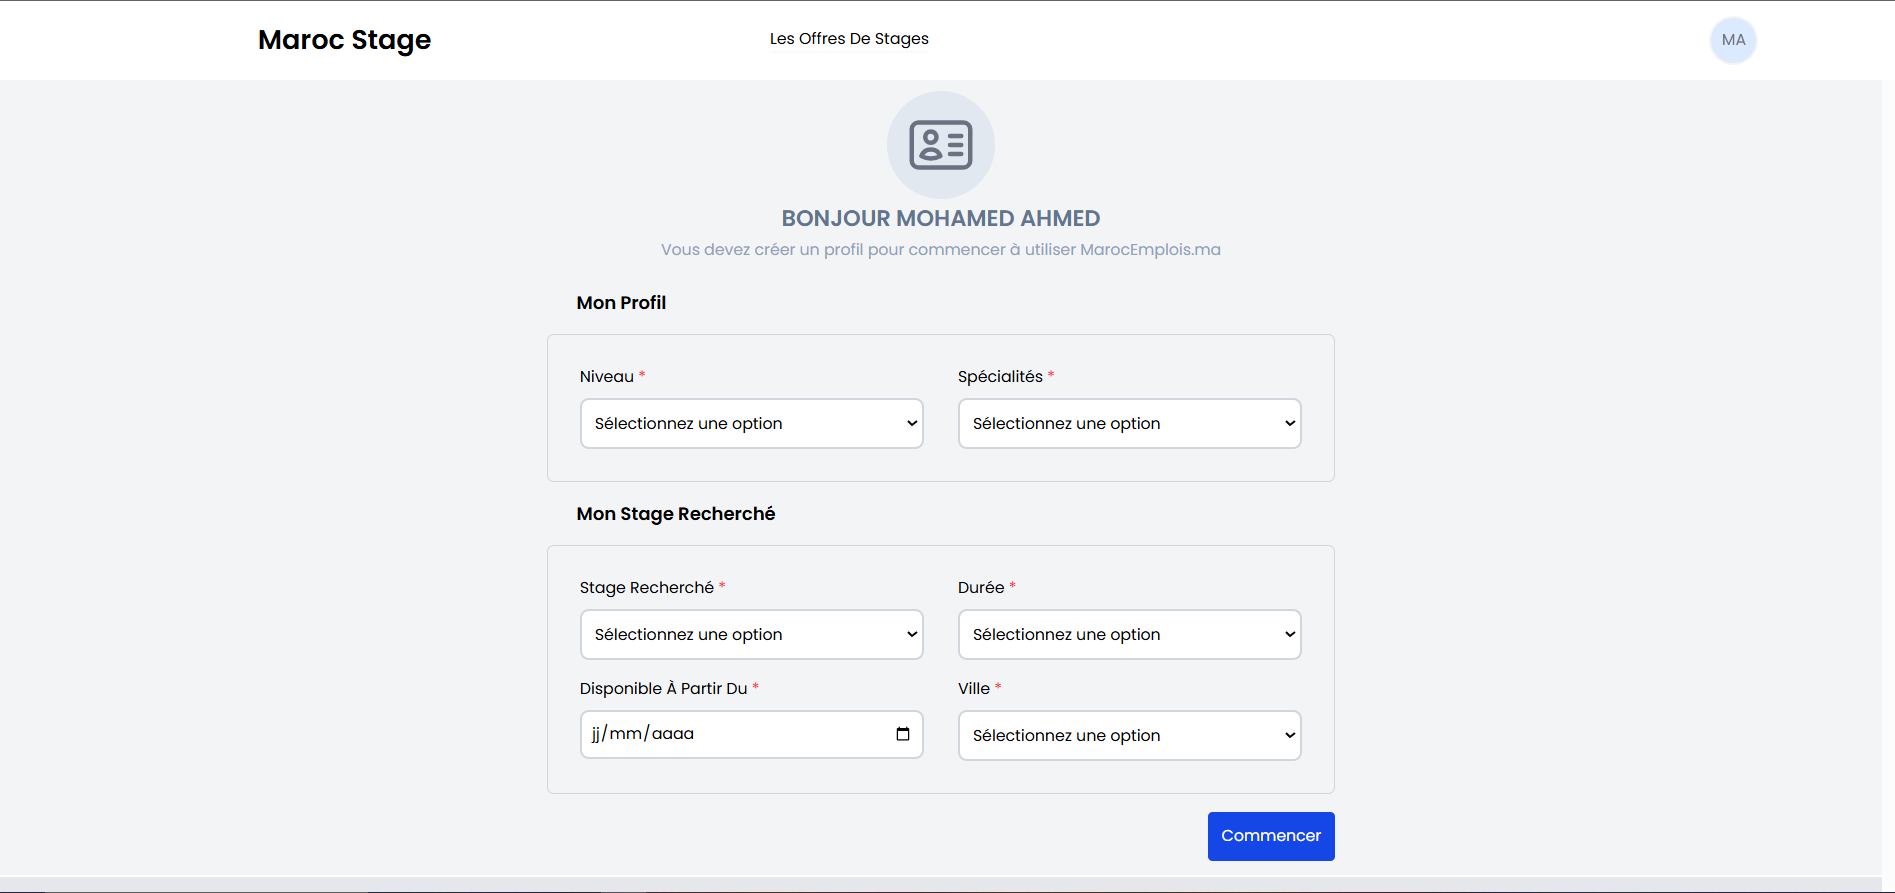 Maroc Stage
Les Offres De Stages
MA
BONJOUR MOHAMED AHMED
Vous devez créer un profil pour commencer à utiliser MarocEmplois.ma
Mon Profil
Niveau *
Spécialités *
Sélectionnez une option
Sélectionnez une option
Mon Stage Recherché
Stage Recherché *
Durée *
Sélectionnez une option
Sélectionnez une option
Disponible À Partir Du *
Ville *
jj/mm/aaaa
Sélectionnez une option
Commencer